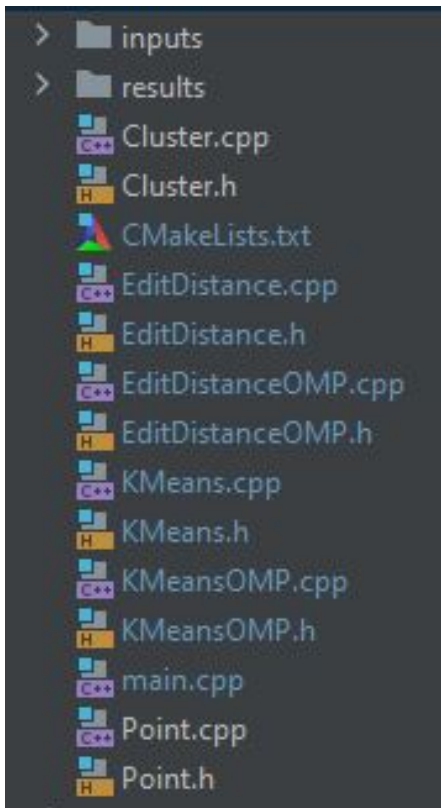 inputs
results
C++ Cluster.cpp
H Cluster.h
CMakeLists.txt
C++ EditDistance.cpp
H EditDistance.h
C++ EditDistanceOMP.cpp
H EditDistanceOMP.h
C++ KMeans.cpp
H KMeans.h
C++ KMeansOMP.cpp
H KMeansOMP.h
C++ main.cpp
C++ Point.cpp
H Point.h